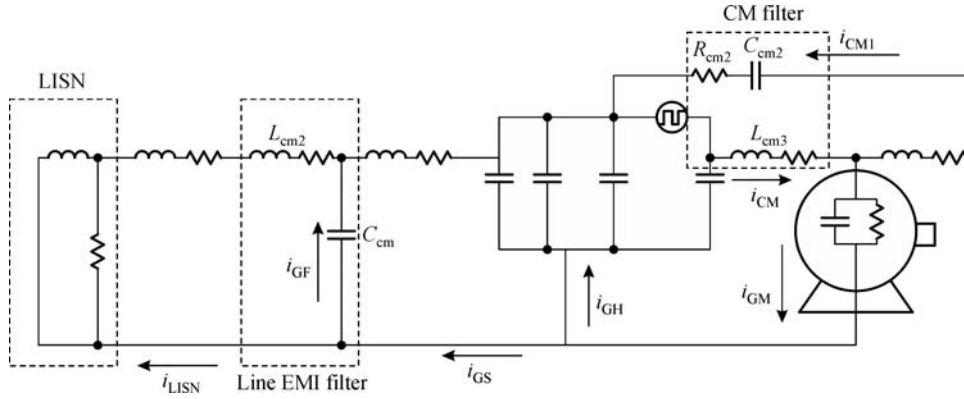 CM filter
R_cm2
C_cm2
i_CM1
LISN
L_cm2
L_cm3
i_CM
C_cm
i_GF
i_GH
i_GM
i_LISN
Line EMI filter
i_GS